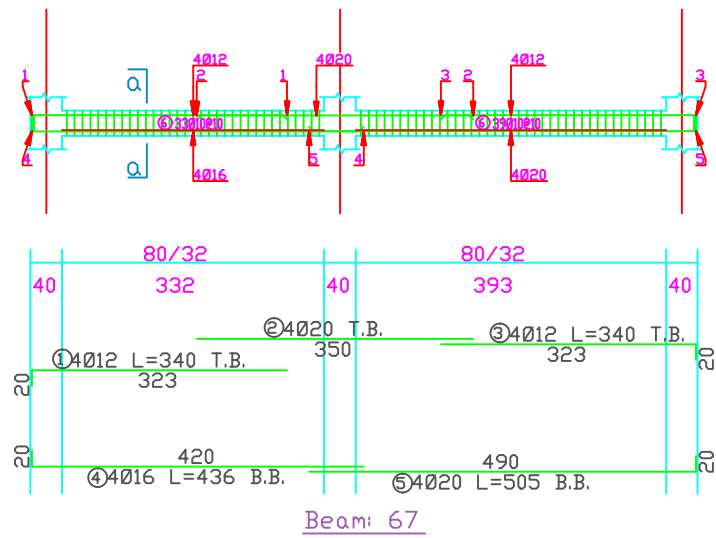 4Ø12 4Ø20 4Ø12
1 a 2 1 3 2 3
⑥33Ø10@10 ⑥39Ø10@10
4 a 5 4 5
4Ø16 4Ø20
80/32 80/32
40 332 40 393 40
②4Ø20 T.B.
350
③4Ø12 L=340 T.B.
323
20
①4Ø12 L=340 T.B.
323
20
420
④4Ø16 L=436 B.B.
20
490
⑤4Ø20 L=505 B.B.
20
Beam: 67